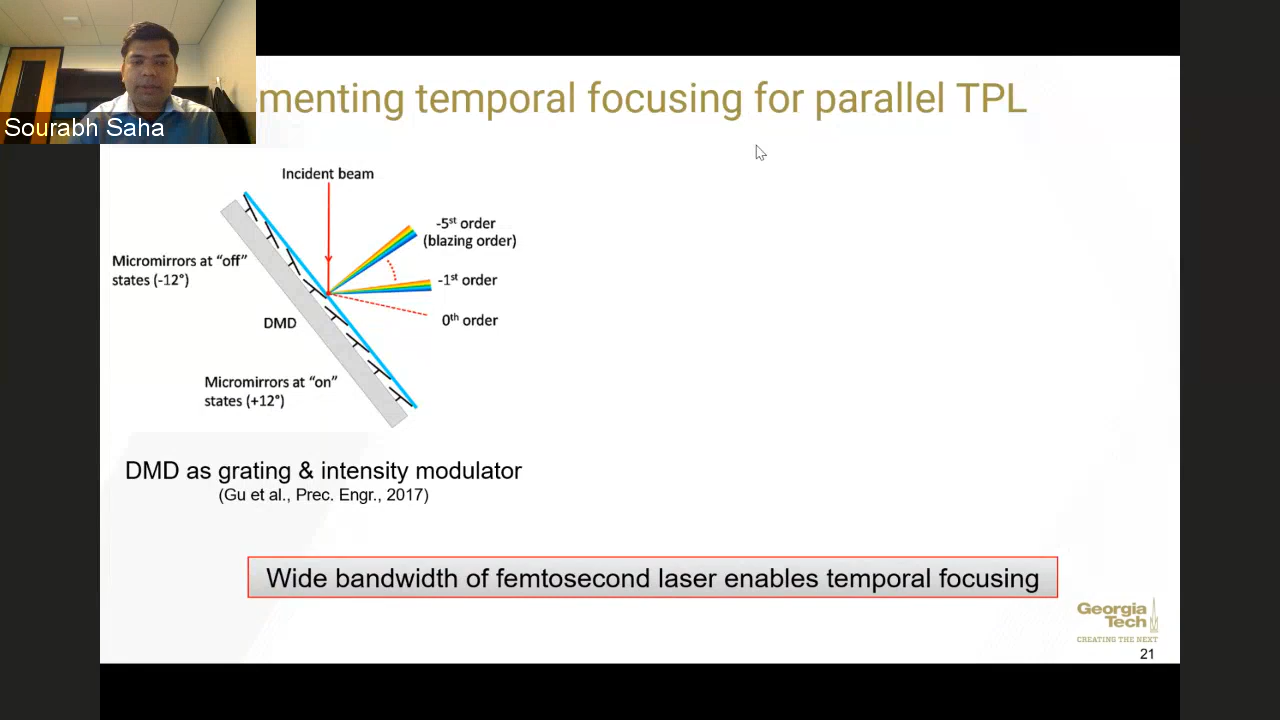 menting temporal focusing for parallel TPL
Sourabh Saha
Incident beam
-5st order
(blazing order)
Micromirrors at "off"
states (-12°)
-1st order
DMD
0th order
Micromirrors at "on"
states (+12°)
DMD as grating & intensity modulator
(Gu et al., Prec. Engr., 2017)
Wide bandwidth of femtosecond laser enables temporal focusing
Georgia
Tech
CREATING THE NEXT
21